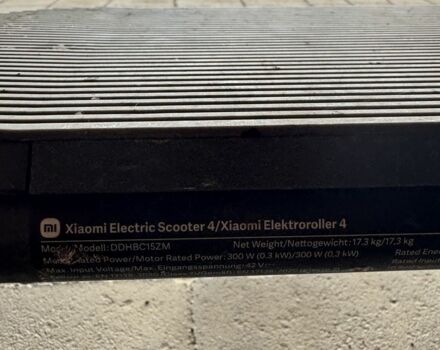 mi Xiaomi Electric Scooter 4/Xiaomi Elektroroller 4
Modell: DDHBC15ZM Net Weight/Nettogewicht: 17.3 kg/17,3 kg
Rated Power/Motor Rated Power: 300 W (0.3 kW)/300 W (0,3 kW) Rated
Max. Input Voltage/Max. Eingangsspannung: 42 V Rated